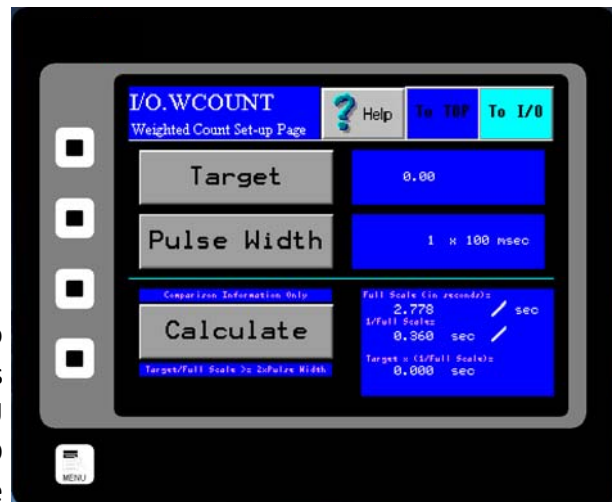 I/O.WCOUNT
Weighted Count Set-up Page
Help
To TOP
To I/O
Target
0.00
Pulse Width
1 x 100 msec
Comparison Information Only
Calculate
Target/Full Scale >= 2xPulse Width
Full Scale (in seconds)=
2.778 / sec
1/Full Scale=
0.360 sec /
Target x (1/Full Scale)=
0.000 sec
MENU